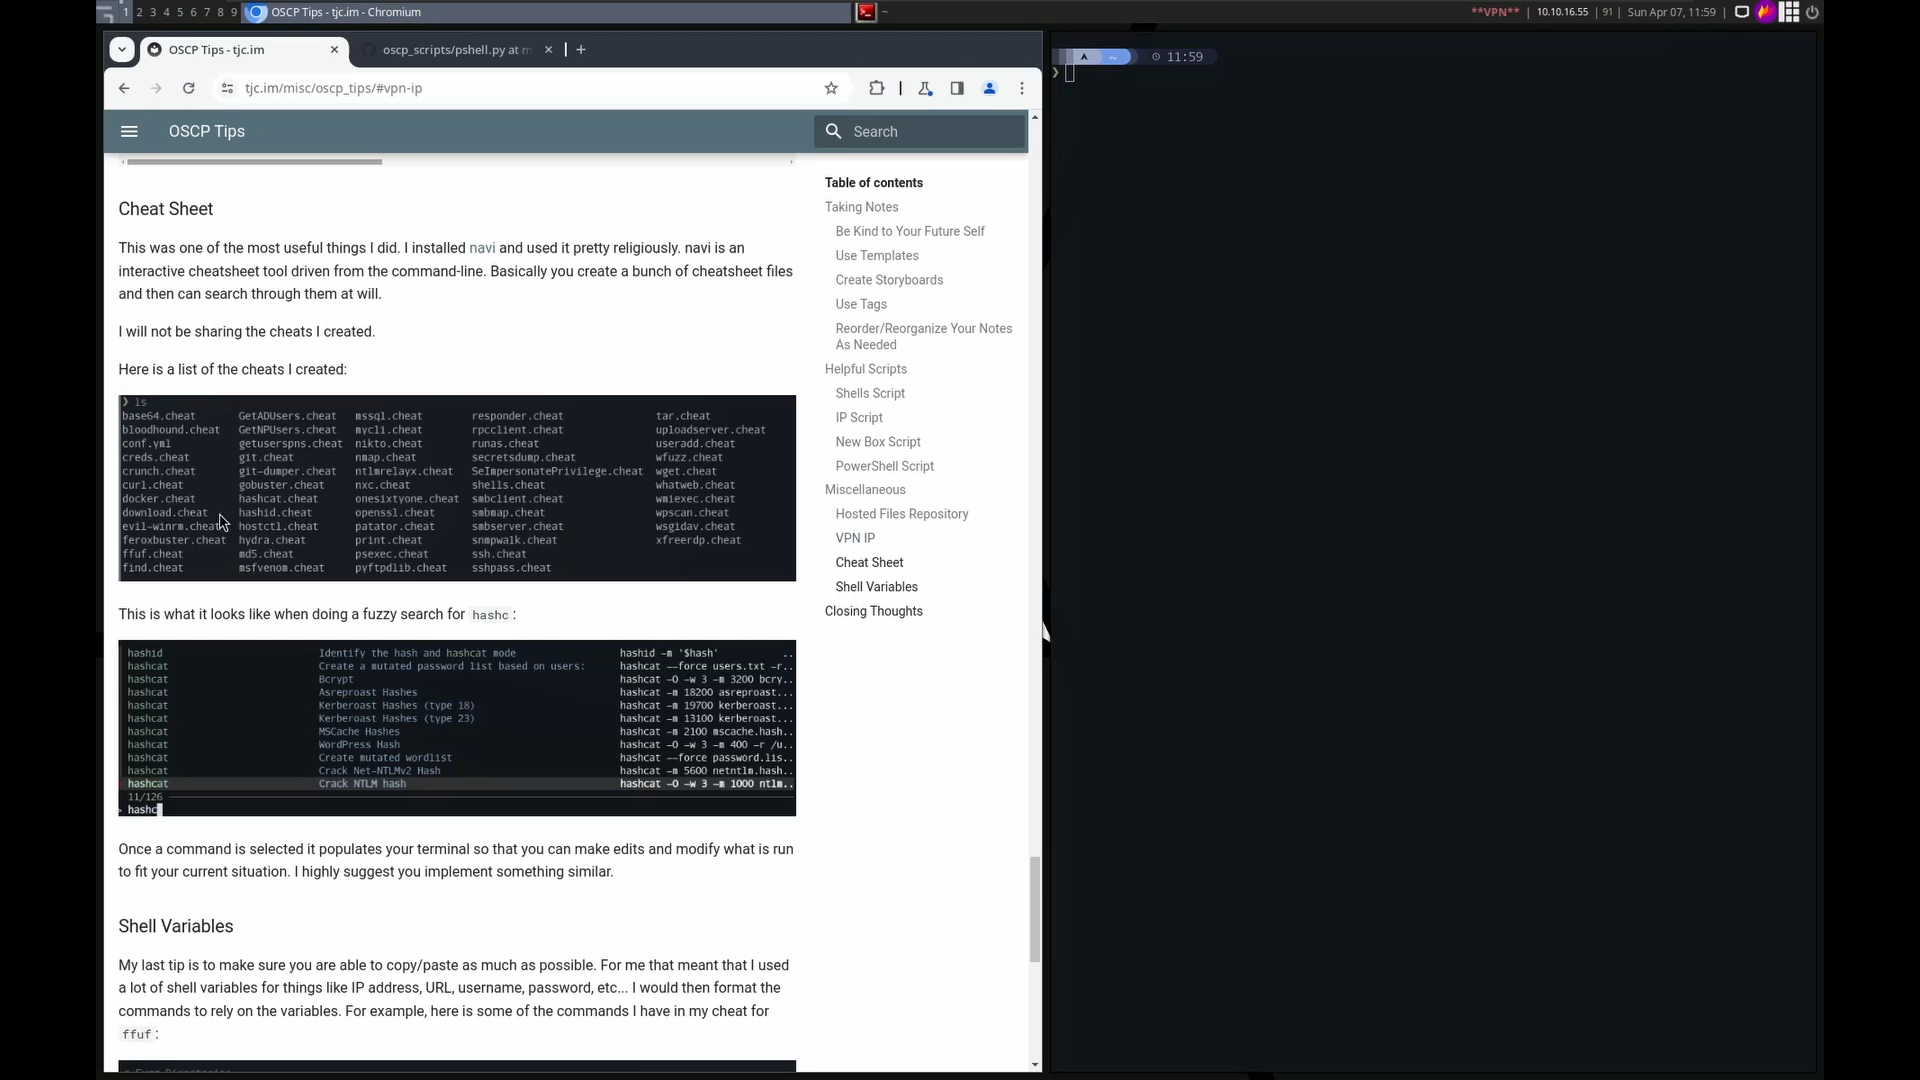 1 2 3 4 5 6 7 8 9 OSCP Tips - tjc.im - Chromium ~ **VPN** | 10.10.16.55 | 91 | Sun Apr 07, 11:59 |
OSCP Tips - tjc.im oscp_scripts/pshell.py at m
tjc.im/misc/oscp_tips/#vpn-ip
OSCP Tips
Search
~ 11:59
❯
Cheat Sheet
This was one of the most useful things I did. I installed navi and used it pretty religiously. navi is an
interactive cheatsheet tool driven from the command-line. Basically you create a bunch of cheatsheet files
and then can search through them at will.
I will not be sharing the cheats I created.
Here is a list of the cheats I created:
❯ ls
base64.cheat GetADUsers.cheat mssql.cheat responder.cheat tar.cheat
bloodhound.cheat GetNPUsers.cheat mycli.cheat rpcclient.cheat uploadserver.cheat
conf.yml getuserspns.cheat nikto.cheat runas.cheat useradd.cheat
creds.cheat git.cheat nmap.cheat secretsdump.cheat wfuzz.cheat
crunch.cheat git-dumper.cheat ntlmrelayx.cheat SeImpersonatePrivilege.cheat wget.cheat
curl.cheat gobuster.cheat nxc.cheat shells.cheat whatweb.cheat
docker.cheat hashcat.cheat onesixtyone.cheat smbclient.cheat wmiexec.cheat
download.cheat hashid.cheat openssl.cheat smbmap.cheat wpscan.cheat
evil-winrm.cheat hostctl.cheat patator.cheat smbserver.cheat wsgidav.cheat
feroxbuster.cheat hydra.cheat print.cheat snmpwalk.cheat xfreerdp.cheat
ffuf.cheat md5.cheat psexec.cheat ssh.cheat
find.cheat msfvenom.cheat pyftpdlib.cheat sshpass.cheat
This is what it looks like when doing a fuzzy search for hashc :
hashid Identify the hash and hashcat mode hashid -m '$hash' ..
hashcat Create a mutated password list based on users: hashcat --force users.txt -r..
hashcat Bcrypt hashcat -O -w 3 -m 3200 bcry..
hashcat Asreproast Hashes hashcat -m 18200 asreproast...
hashcat Kerberoast Hashes (type 18) hashcat -m 19700 kerberoast...
hashcat Kerberoast Hashes (type 23) hashcat -m 13100 kerberoast...
hashcat MSCache Hashes hashcat -m 2100 mscache.hash..
hashcat WordPress Hash hashcat -O -w 3 -m 400 -r /u..
hashcat Create mutated wordlist hashcat --force password.lis..
hashcat Crack Net-NTLMv2 Hash hashcat -m 5600 netntlm.hash..
hashcat Crack NTLM hash hashcat -O -w 3 -m 1000 ntlm..
11/126
hashc
Once a command is selected it populates your terminal so that you can make edits and modify what is run
to fit your current situation. I highly suggest you implement something similar.
Shell Variables
My last tip is to make sure you are able to copy/paste as much as possible. For me that meant that I used
a lot of shell variables for things like IP address, URL, username, password, etc... I would then format the
commands to rely on the variables. For example, here is some of the commands I have in my cheat for
ffuf :
Table of contents
Taking Notes
Be Kind to Your Future Self
Use Templates
Create Storyboards
Use Tags
Reorder/Reorganize Your Notes
As Needed
Helpful Scripts
Shells Script
IP Script
New Box Script
PowerShell Script
Miscellaneous
Hosted Files Repository
VPN IP
Cheat Sheet
Shell Variables
Closing Thoughts